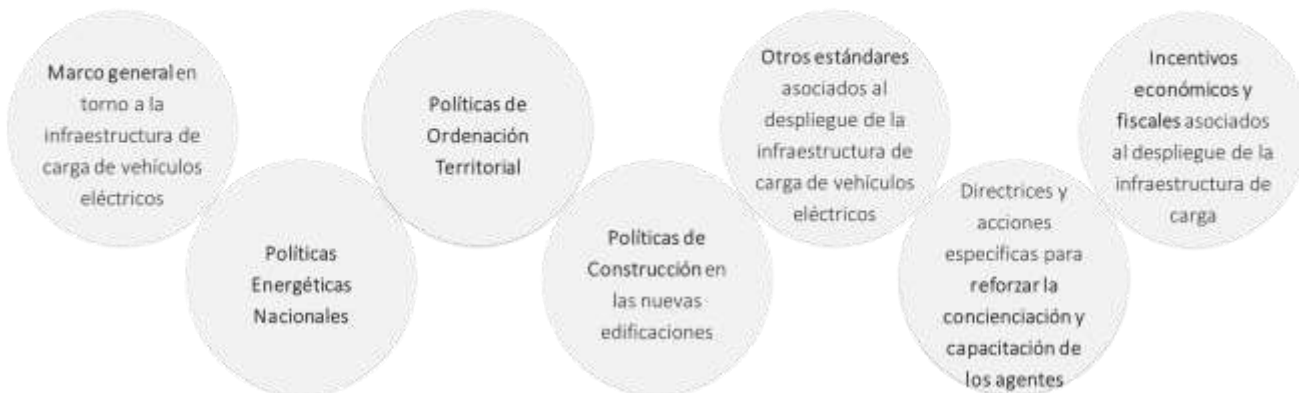 Marco general en
torno a la
infraestructura de
carga de vehículos
eléctricos
Políticas
Energéticas
Nacionales
Políticas de
Ordenación
Territorial
Políticas de
Construcción en
las nuevas
edificaciones
Otros estándares
asociados al
despliegue de la
infraestructura de
carga de vehículos
eléctricos
Directrices y
acciones
específicas para
reforzar la
concienciación y
capacitación de
los agentes
Incentivos
económicos y
fiscales asociados
al despliegue de la
infraestructura de
carga